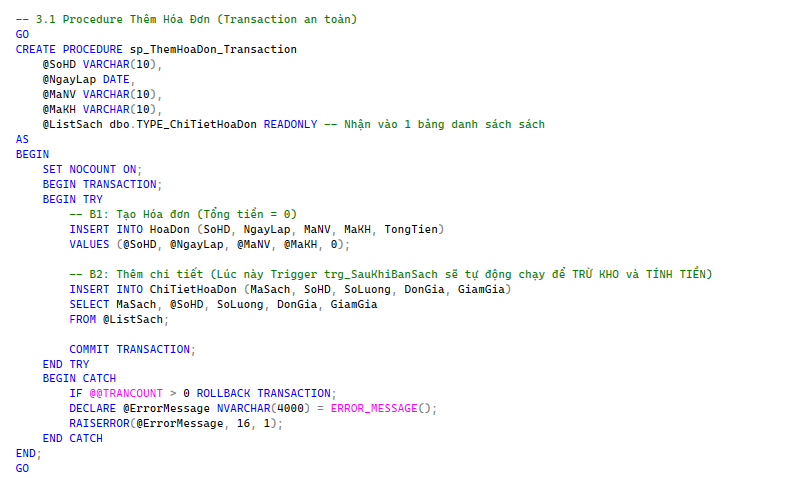 -- 3.1 Procedure Thêm Hóa Đơn (Transaction an toàn)
GO
CREATE PROCEDURE sp_ThemHoaDon_Transaction
    @SoHD VARCHAR(10),
    @NgayLap DATE,
    @MaNV VARCHAR(10),
    @MaKH VARCHAR(10),
    @ListSach dbo.TYPE_ChiTietHoaDon READONLY -- Nhận vào 1 bảng danh sách sách
AS
BEGIN
    SET NOCOUNT ON;
    BEGIN TRANSACTION;
    BEGIN TRY
        -- B1: Tạo Hóa đơn (Tổng tiền = 0)
        INSERT INTO HoaDon (SoHD, NgayLap, MaNV, MaKH, TongTien)
        VALUES (@SoHD, @NgayLap, @MaNV, @MaKH, 0);
        -- B2: Thêm chi tiết (Lúc này Trigger trg_SauKhiBanSach sẽ tự động chạy để TRỪ KHO và TÍNH TIỀN)
        INSERT INTO ChiTietHoaDon (MaSach, SoHD, SoLuong, DonGia, GiamGia)
        SELECT MaSach, @SoHD, SoLuong, DonGia, GiamGia
        FROM @ListSach;
        COMMIT TRANSACTION;
    END TRY
    BEGIN CATCH
        IF @@TRANCOUNT > 0 ROLLBACK TRANSACTION;
        DECLARE @ErrorMessage NVARCHAR(4000) = ERROR_MESSAGE();
        RAISERROR(@ErrorMessage, 16, 1);
    END CATCH
END;
GO